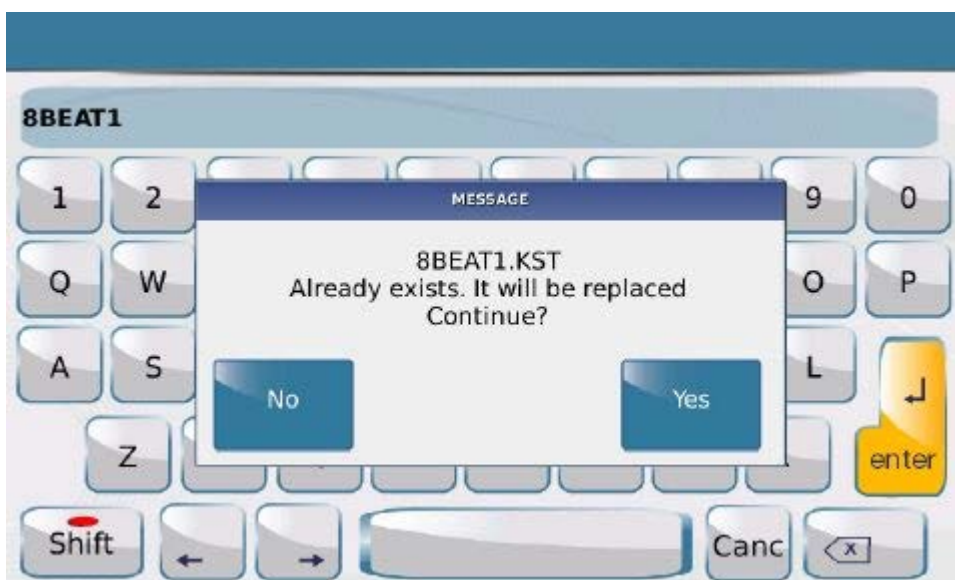 8BEAT1
1 2 9 0
MESSAGE
8BEAT1.KST
Already exists. It will be replaced
Continue?
Q W O P
A S L
No Yes
Z enter
Shift Canc